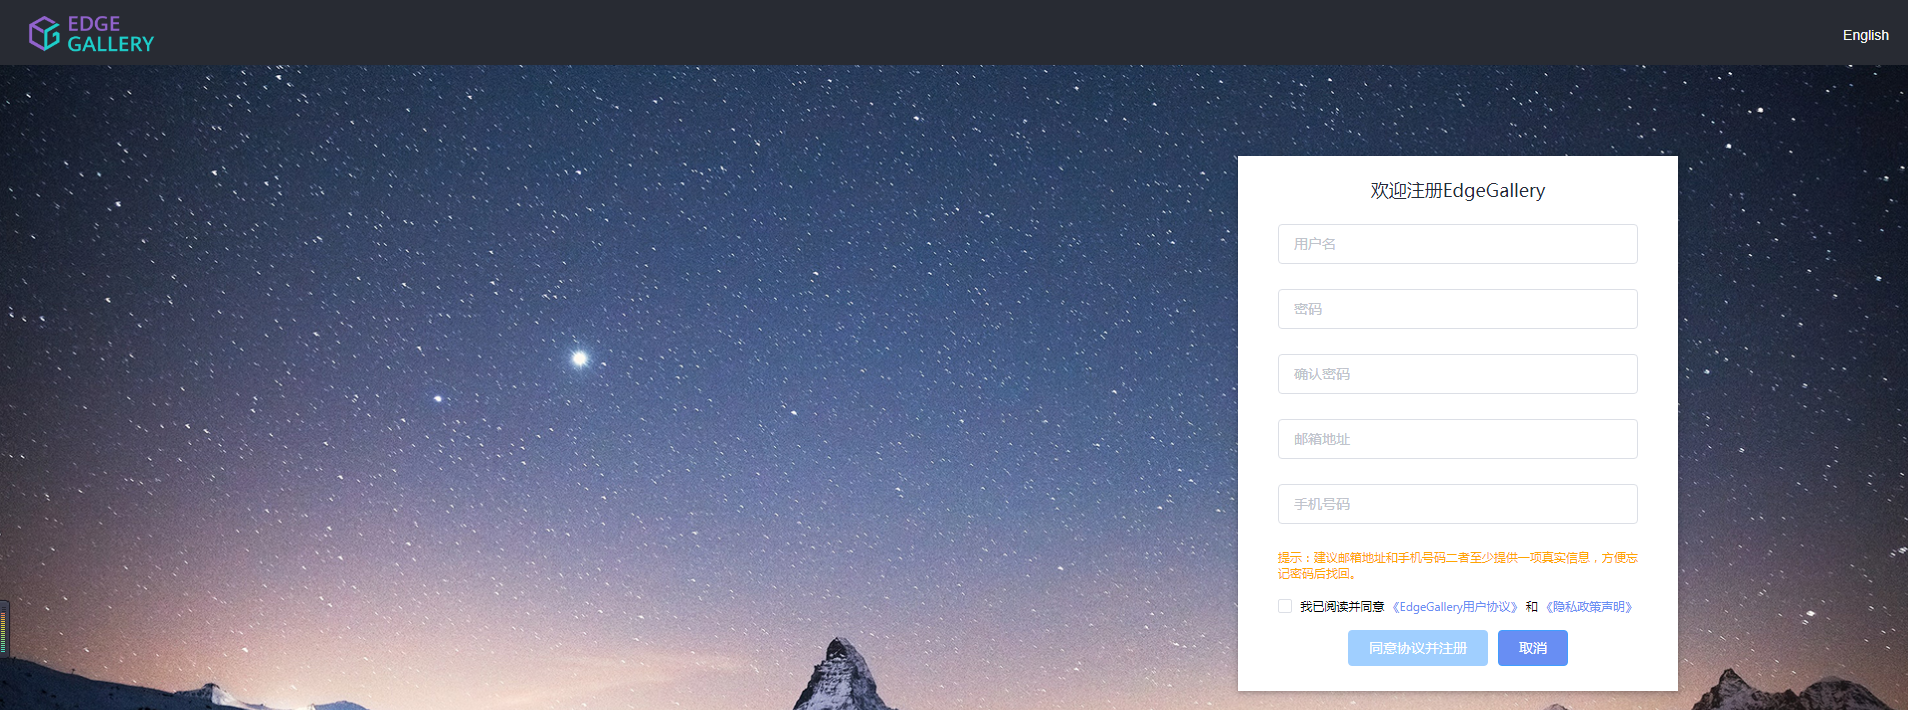 EDGE
GALLERY
English
欢迎注册EdgeGallery
用户名
密码
确认密码
邮箱地址
手机号码
提示：建议邮箱地址和手机号码二者至少提供一项真实信息，方便忘
记密码后找回。
我已阅读并同意 《EdgeGallery用户协议》 和 《隐私政策声明》
同意协议并注册 取消